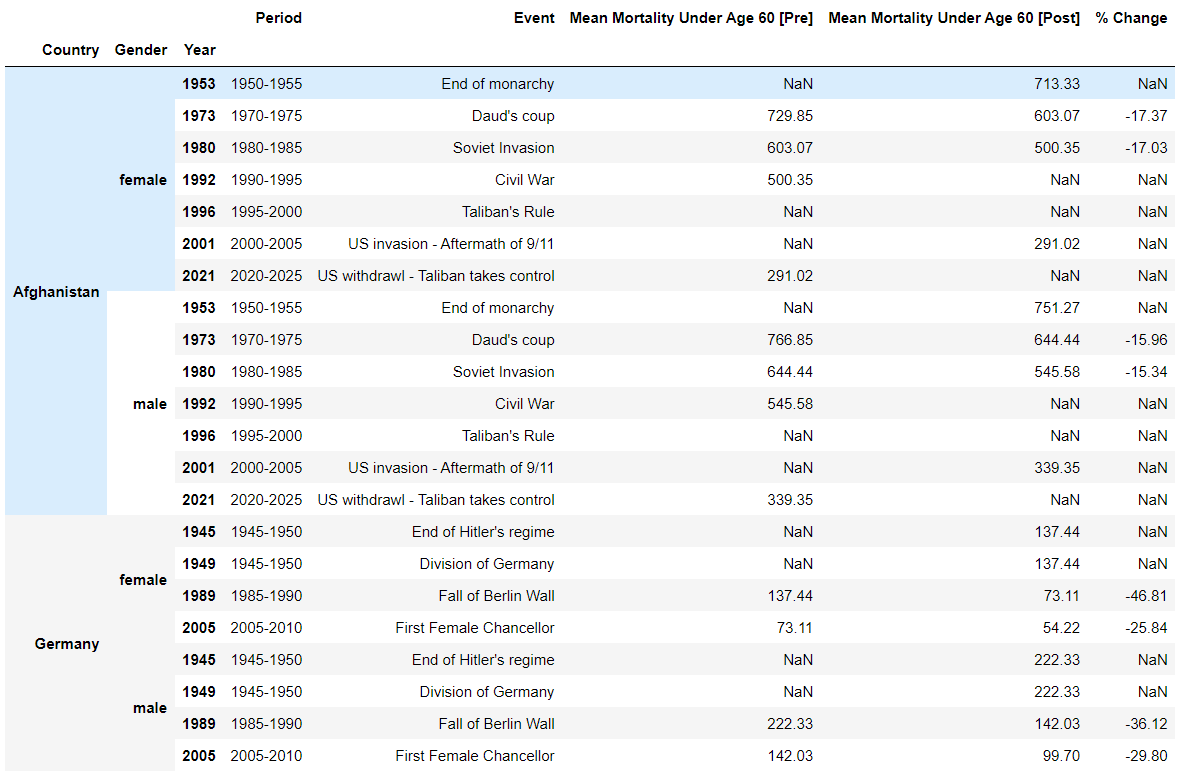 Period Event Mean Mortality Under Age 60 [Pre] Mean Mortality Under Age 60 [Post] % Change
Country Gender Year
Afghanistan female 1953 1950-1955 End of monarchy NaN 713.33 NaN
1973 1970-1975 Daud's coup 729.85 603.07 -17.37
1980 1980-1985 Soviet Invasion 603.07 500.35 -17.03
1992 1990-1995 Civil War 500.35 NaN NaN
1996 1995-2000 Taliban's Rule NaN NaN NaN
2001 2000-2005 US invasion - Aftermath of 9/11 NaN 291.02 NaN
2021 2020-2025 US withdrawl - Taliban takes control 291.02 NaN NaN
male 1953 1950-1955 End of monarchy NaN 751.27 NaN
1973 1970-1975 Daud's coup 766.85 644.44 -15.96
1980 1980-1985 Soviet Invasion 644.44 545.58 -15.34
1992 1990-1995 Civil War 545.58 NaN NaN
1996 1995-2000 Taliban's Rule NaN NaN NaN
2001 2000-2005 US invasion - Aftermath of 9/11 NaN 339.35 NaN
2021 2020-2025 US withdrawl - Taliban takes control 339.35 NaN NaN
Germany female 1945 1945-1950 End of Hitler's regime NaN 137.44 NaN
1949 1945-1950 Division of Germany NaN 137.44 NaN
1989 1985-1990 Fall of Berlin Wall 137.44 73.11 -46.81
2005 2005-2010 First Female Chancellor 73.11 54.22 -25.84
male 1945 1945-1950 End of Hitler's regime NaN 222.33 NaN
1949 1945-1950 Division of Germany NaN 222.33 NaN
1989 1985-1990 Fall of Berlin Wall 222.33 142.03 -36.12
2005 2005-2010 First Female Chancellor 142.03 99.70 -29.80